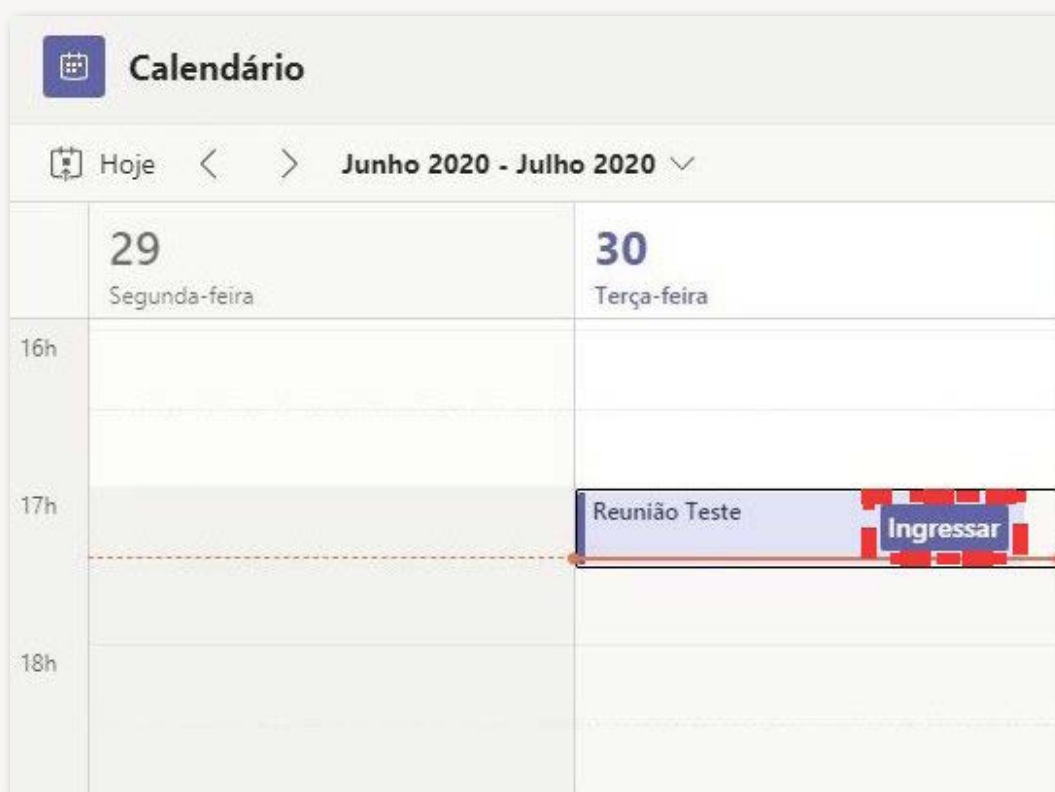 Calendário
Hoje Junho 2020 - Julho 2020
29 30
Segunda-feira Terça-feira
16h
17h Reunião Teste Ingressar
18h